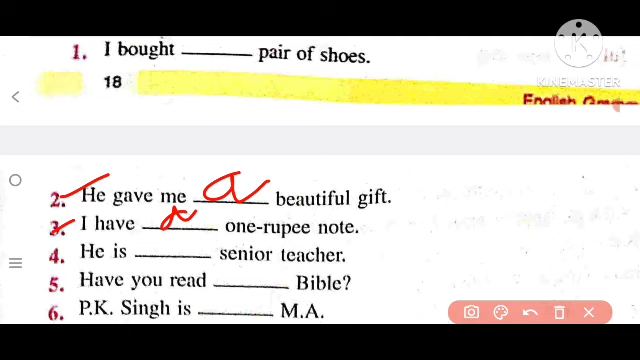 1. I bought ______ pair of shoes.
KINEMASTER
18
English Gramm
2. He gave me a beautiful gift.
3. I have a one-rupee note.
4. He is ______ senior teacher.
5. Have you read ______ Bible?
6. P.K. Singh is ______ M.A.